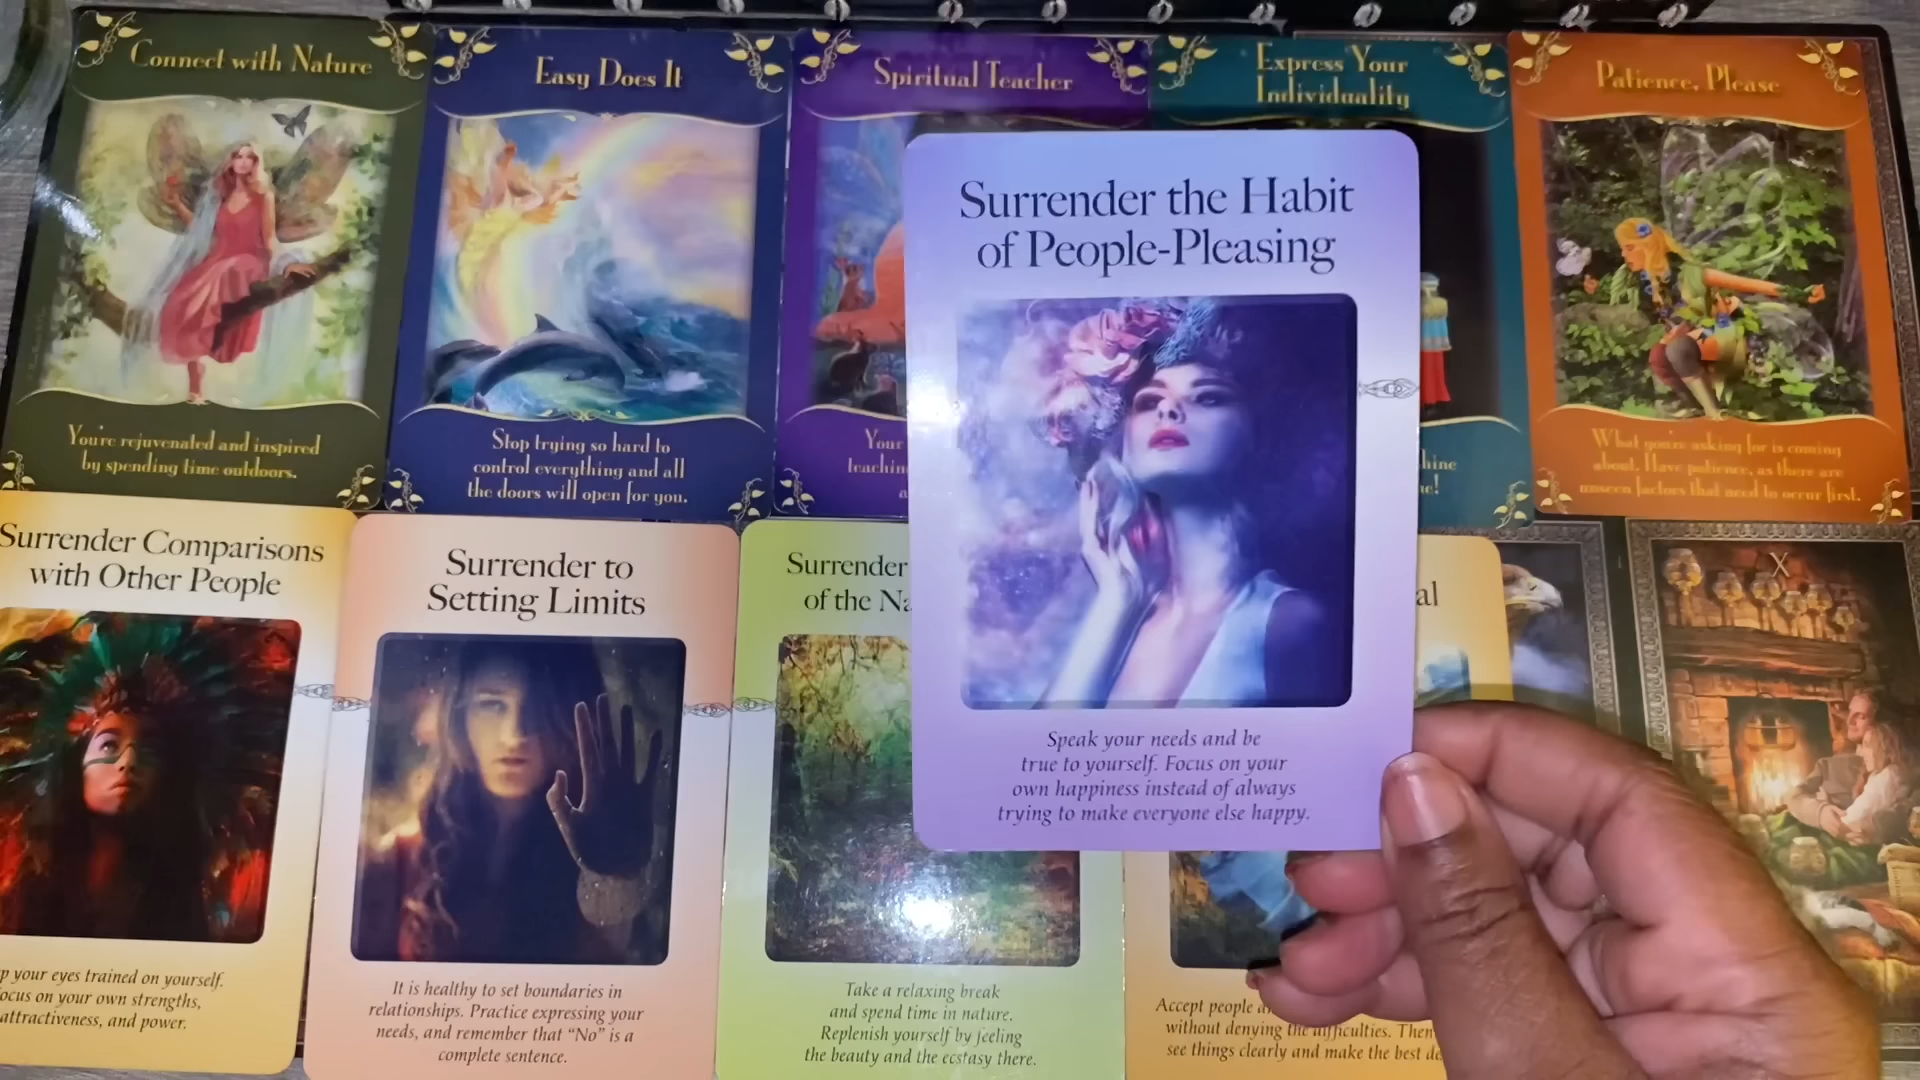 Connect with Nature
You're rejuvenated and inspired
by spending time outdoors.
Easy Does It
Stop trying so hard to
control everything and all
the doors will open for you.
Spiritual Teacher
Your
Express Your
Individuality
Patience, Please
What you're asking for is coming
about. Have patience, as there are
unseen factors that need to occur first.
Surrender the Habit
of People-Pleasing
Speak your needs and be
true to yourself. Focus on your
own happiness instead of always
trying to make everyone else happy.
Surrender Comparisons
with Other People
your eyes trained on yourself.
on your own strengths,
attractiveness, and power.
Surrender to
Setting Limits
It is healthy to set boundaries in
relationships. Practice expressing your
needs, and remember that “No” is a
complete sentence.
Surrender
of the
Take a relaxing break
and spend time in nature.
Replenish yourself by feeling
the beauty and the ecstasy there.
Accept people
without denying the difficulties. Then
see things clearly and make the best
X